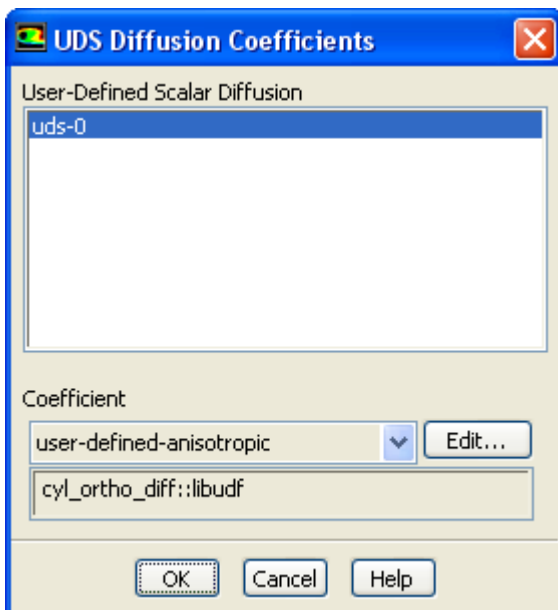 UDS Diffusion Coefficients
User-Defined Scalar Diffusion
uds-0
Coefficient
user-defined-anisotropic Edit...
cyl_ortho_diff::libudf
OK Cancel Help